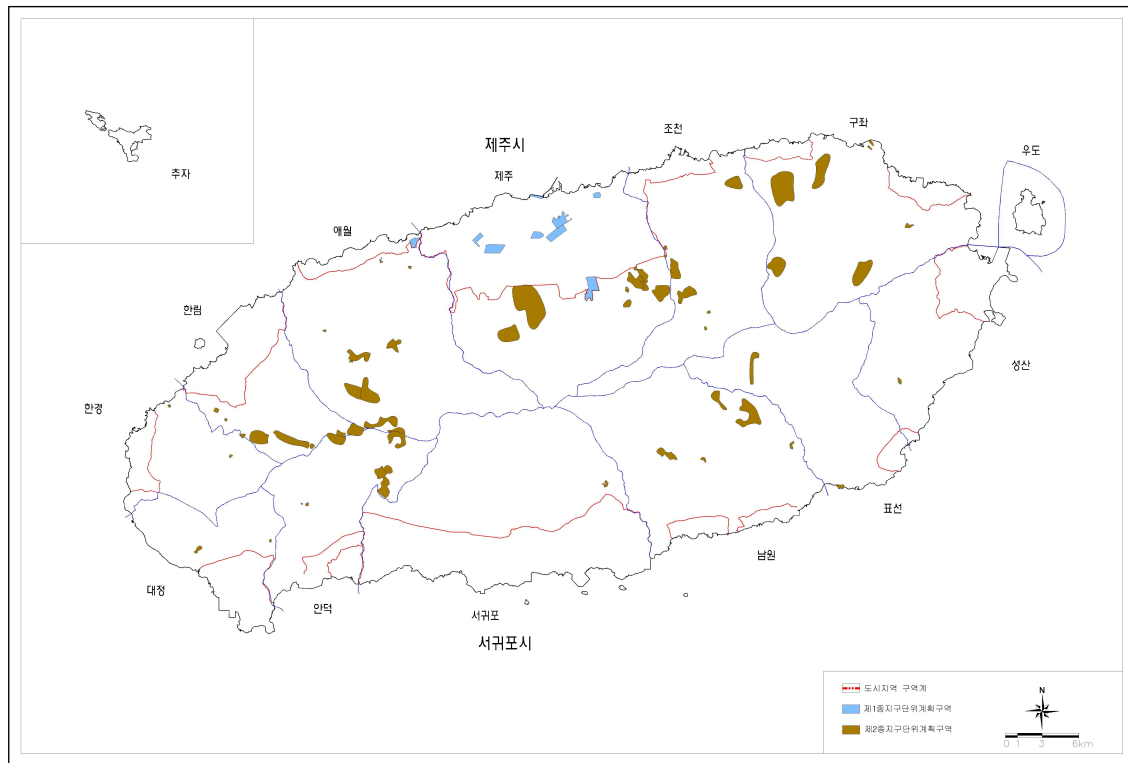 추자
제주시
제주
조천
구좌
우도
애월
한림
한경
성산
표선
남원
대정
안덕
서귀포
서귀포시
도시지역 구역계
제1종지구단위계획구역
제2종지구단위계획구역
N
0 1 3 6km